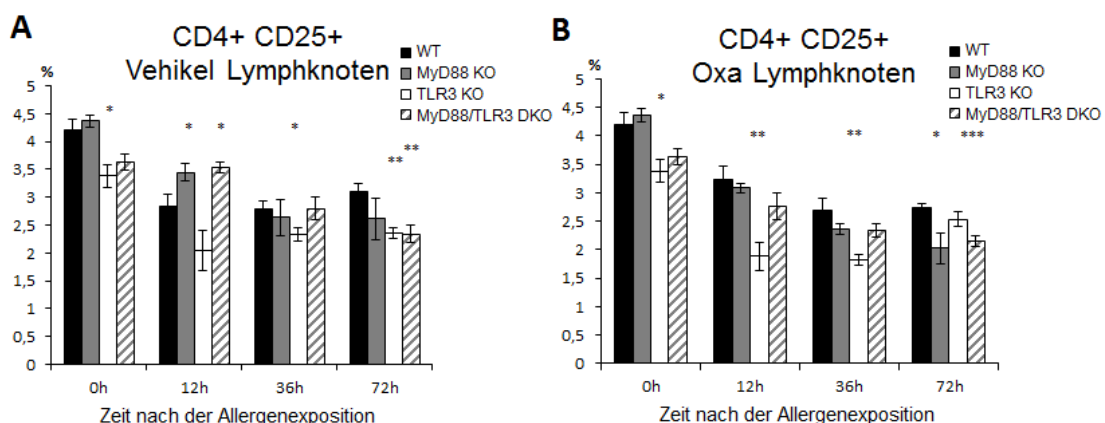 A
CD4+ CD25+
Vehikel Lymphknoten
WT
MyD88 KO
TLR3 KO
MyD88/TLR3 DKO
%
5
4,5
4
3,5
3
2,5
2
1,5
1
0,5
0
*
*
*
*
**
**
0h
12h
36h
72h
Zeit nach der Allergenexposition
B
CD4+ CD25+
Oxa Lymphknoten
WT
MyD88 KO
TLR3 KO
MyD88/TLR3 DKO
%
5
4,5
4
3,5
3
2,5
2
1,5
1
0,5
0
*
**
**
*
***
0h
12h
36h
72h
Zeit nach der Allergenexposition